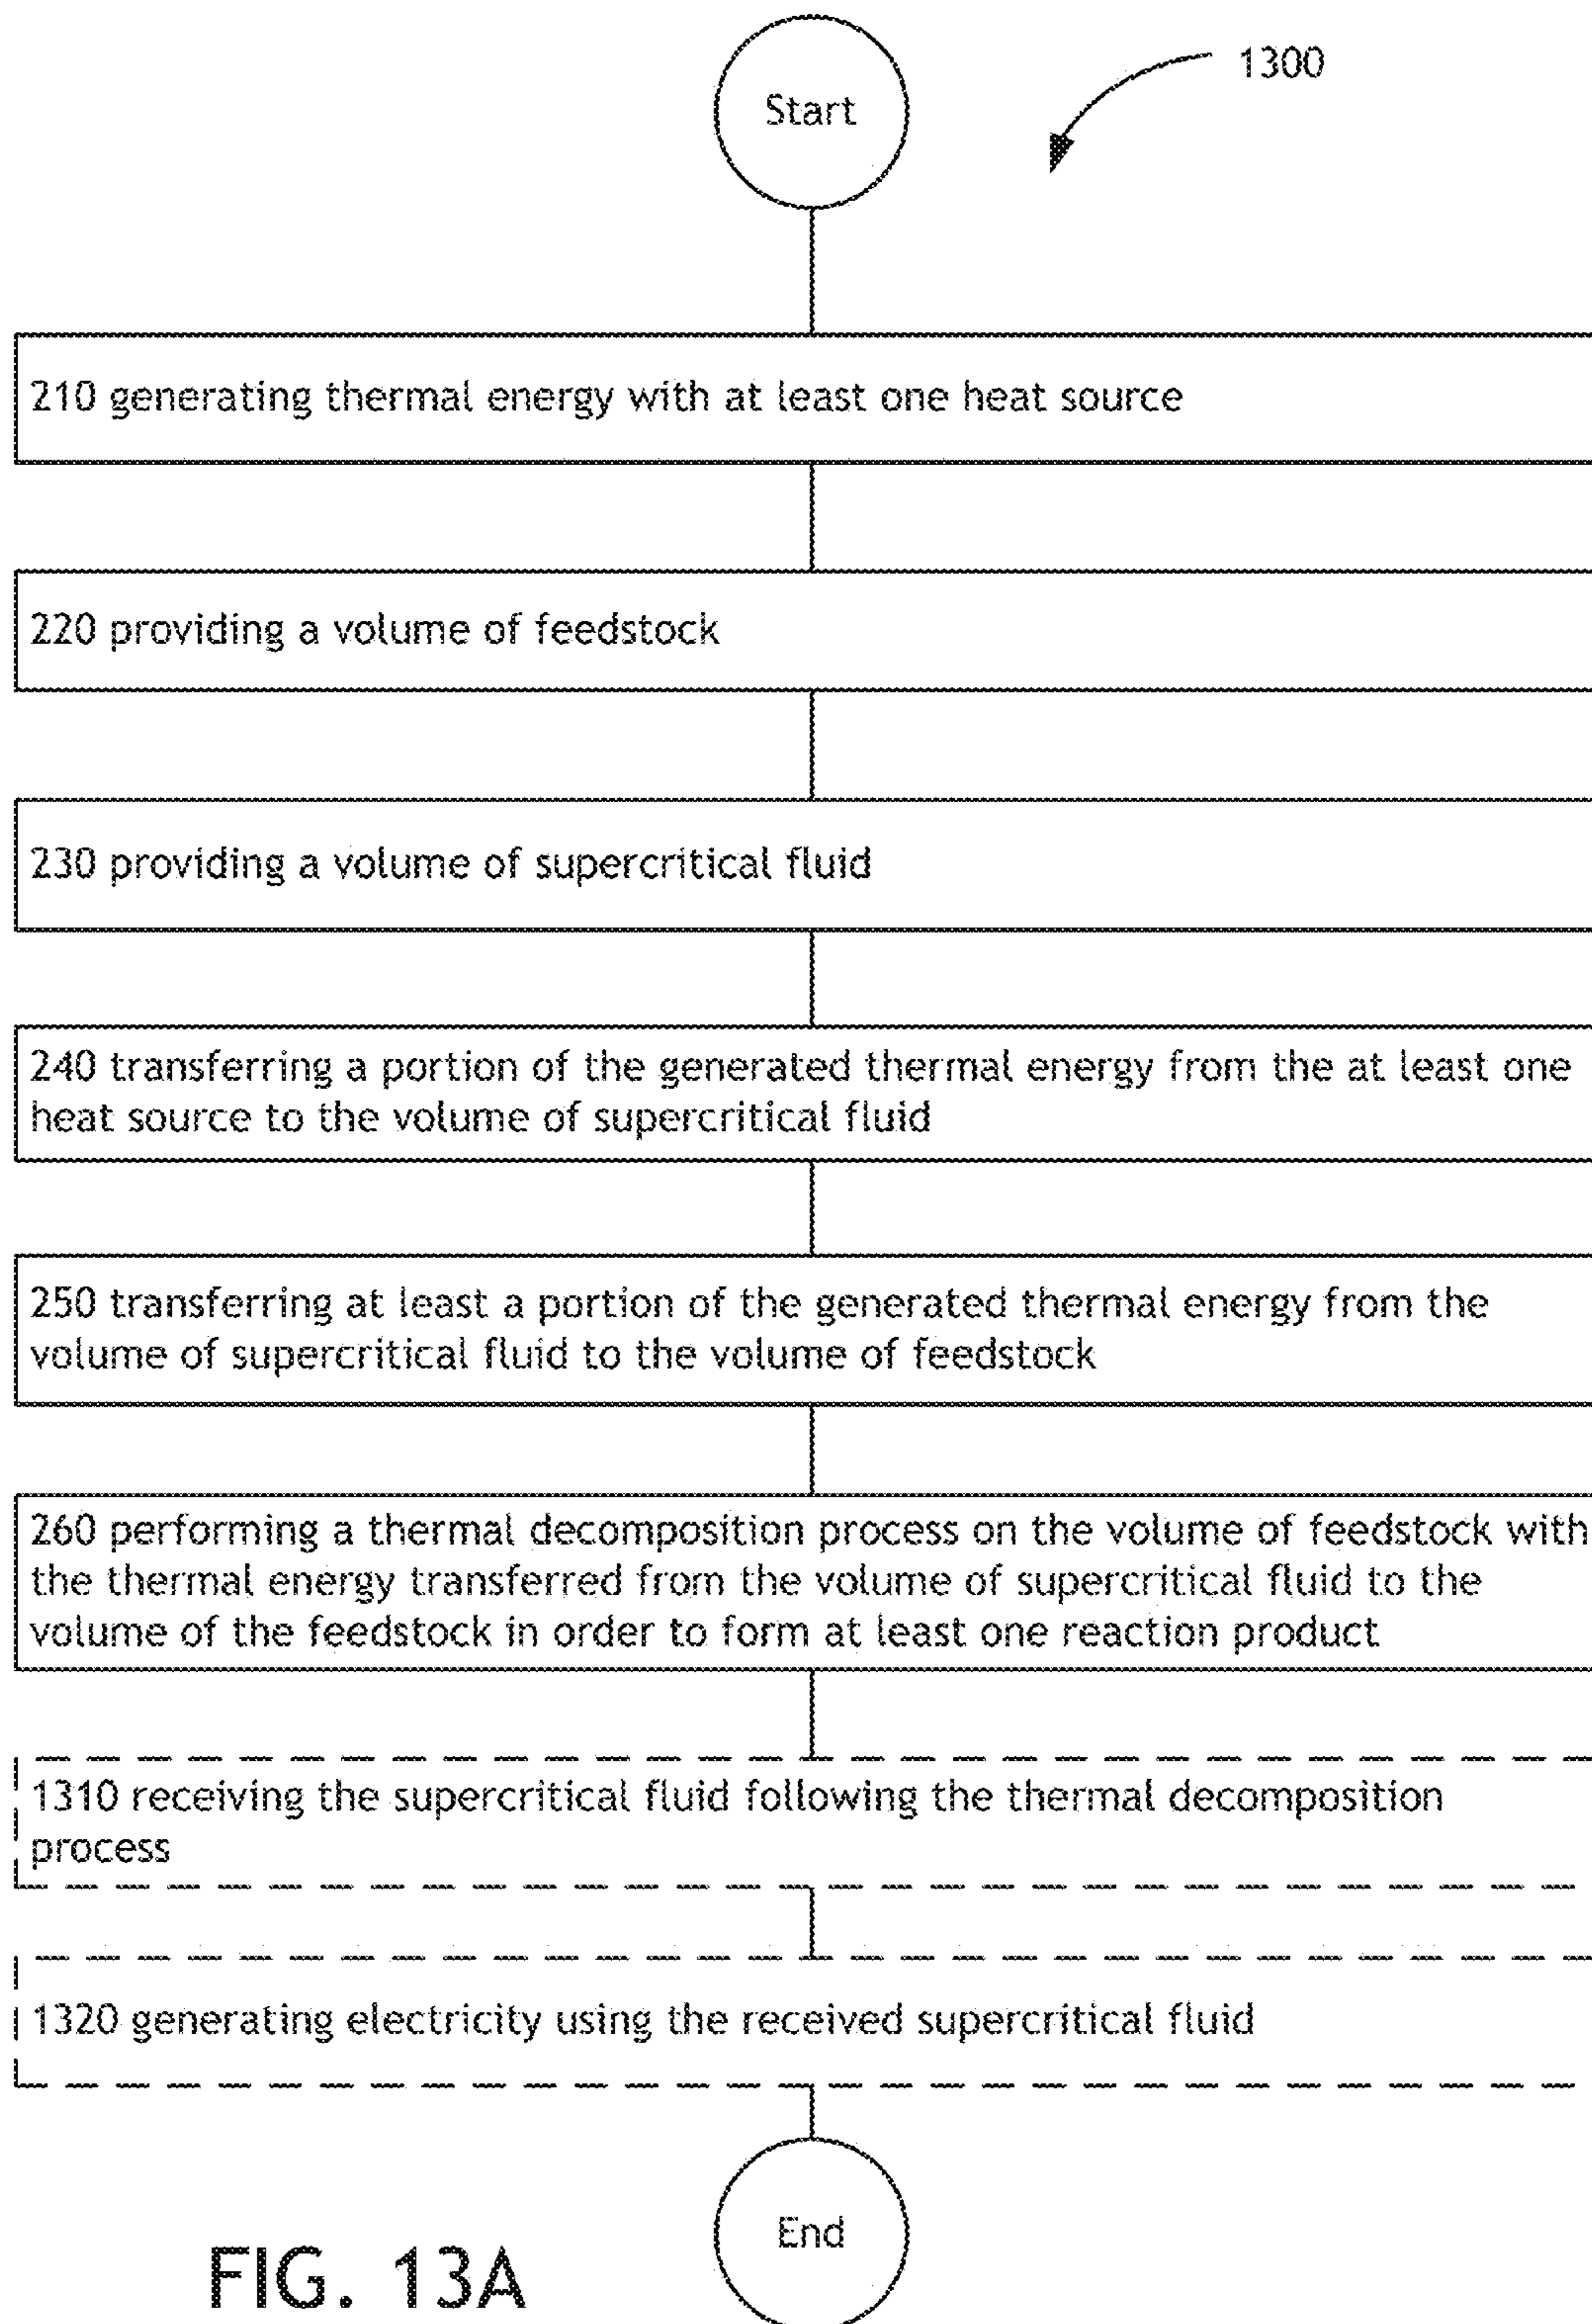 Start
1300
210 generating thermal energy with at least one heat source
220 providing a volume of feedstock
230 providing a volume of supercritical fluid
240 transferring a portion of the generated thermal energy from the at least one
heat source to the volume of supercritical fluid
250 transferring at least a portion of the generated thermal energy from the
volume of supercritical fluid to the volume of feedstock
260 performing a thermal decomposition process on the volume of feedstock with
the thermal energy transferred from the volume of supercritical fluid to the
volume of the feedstock in order to form at least one reaction product
1310 receiving the supercritical fluid following the thermal decomposition
process
1320 generating electricity using the received supercritical fluid
End
FIG. 13A